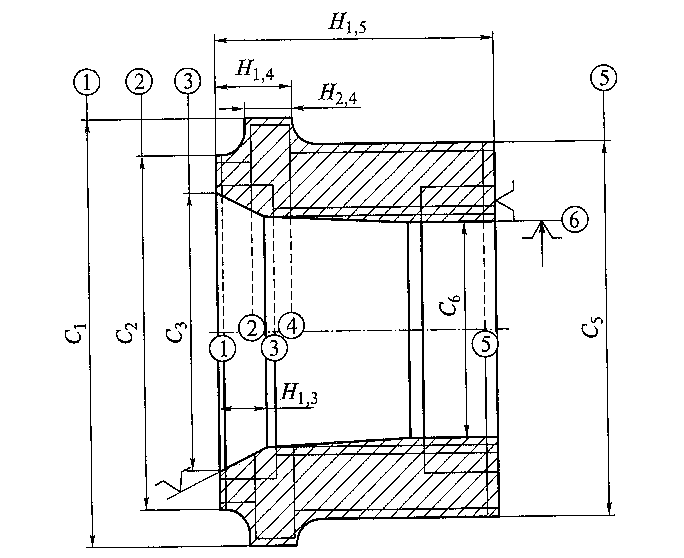 H1,5
H1,4
① ② ③ H2,4 ⑤
⑥
C1 C2 C3 C6 C5
② ④
① ③ ⑤
H1,3